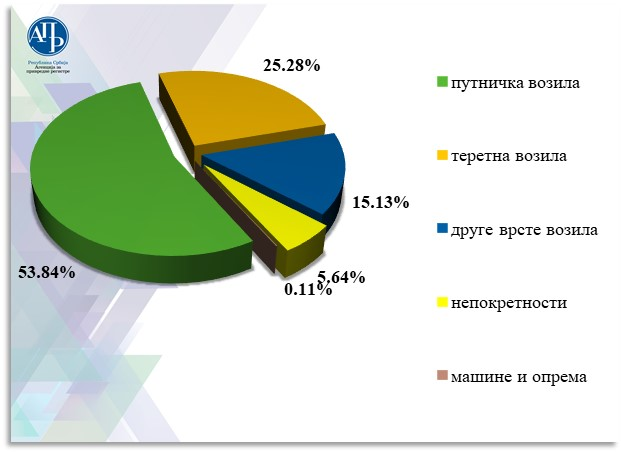 АПР
Република Србија
Агенција за
привредне регистре
25.28%
15.13%
5.64%
0.11%
53.84%
путничка возила
теретна возила
друге врсте возила
непокретности
машине и опрема